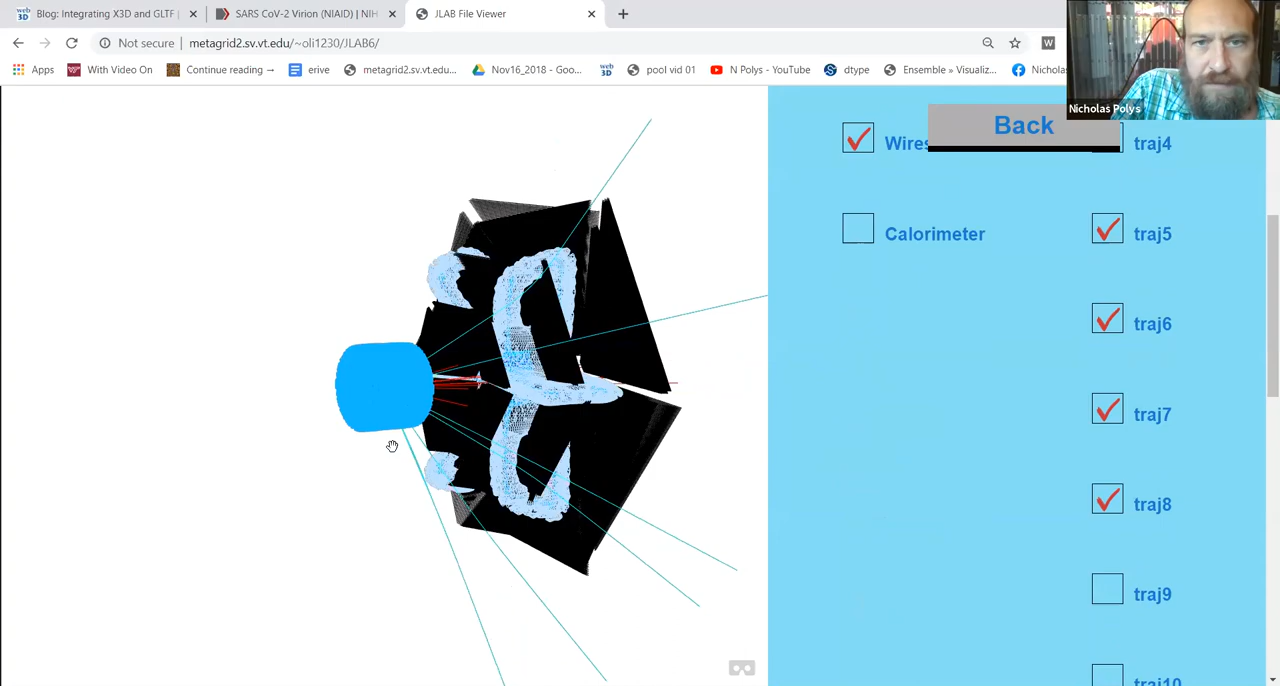 Blog: Integrating X3D and GLTF |
SARS CoV-2 Virion (NIAID) | NIH
JLAB File Viewer
Not secure | metagrid2.sv.vt.edu/~oli1230/JLAB6/
Apps With Video On Continue reading → erive metagrid2.sv.vt.edu... Nov16_2018 - Goo... pool vid 01 N Polys - YouTube dtype Ensemble » Visualiz... Nicholas
Nicholas Polys
Back
Wires traj4
Calorimeter traj5
traj6
traj7
traj8
traj9
traj10